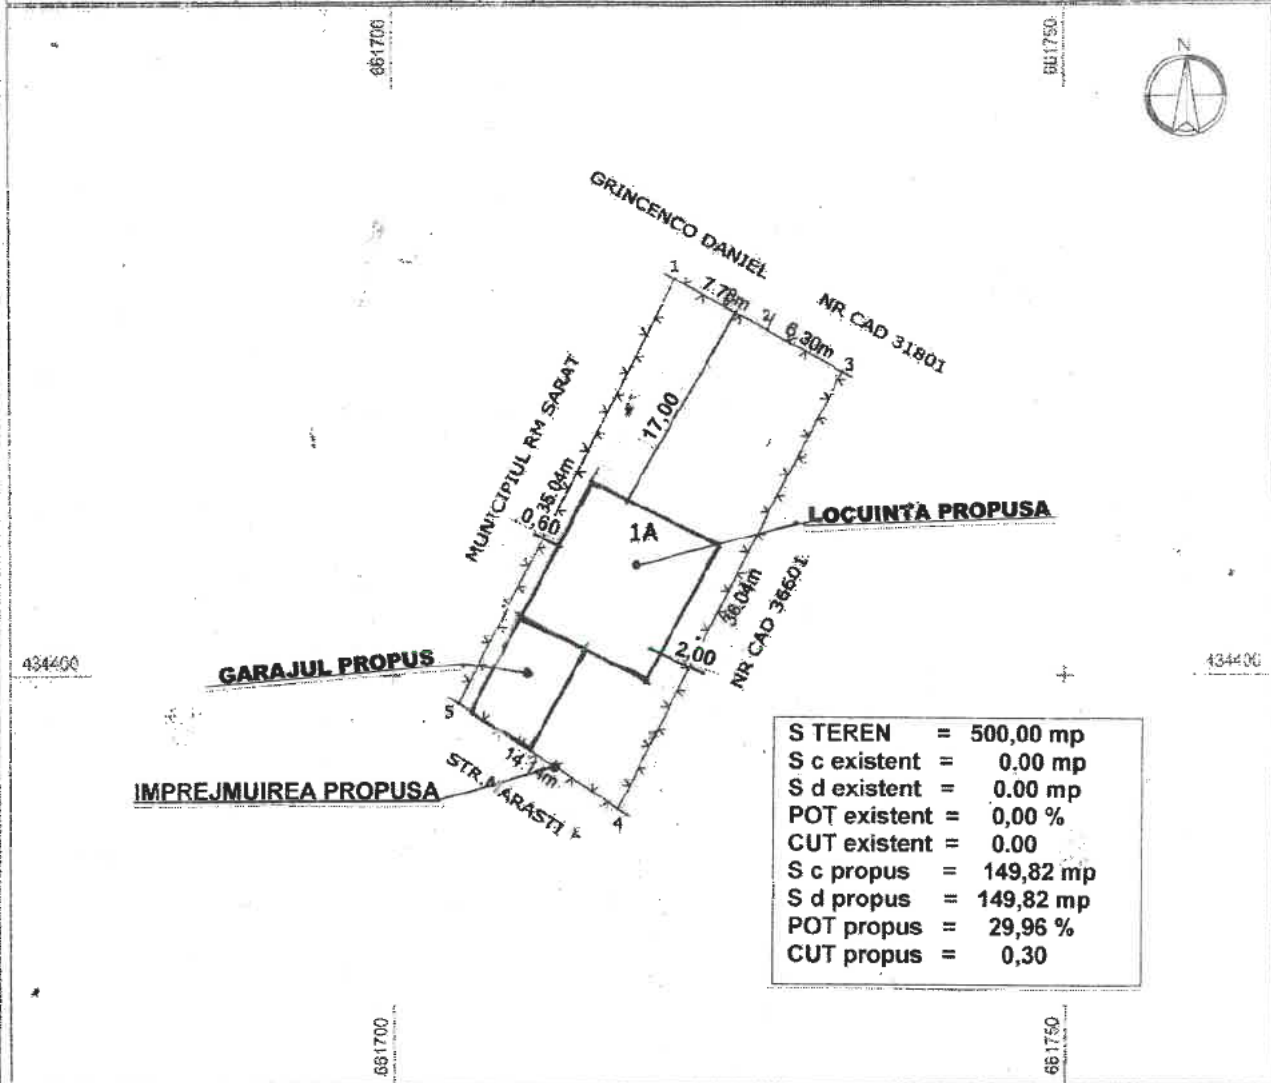 661700
661750
N
GRINCENCO DANIEL
1
7.78m
2
6.30m
3
NR CAD 31801
MUNICIPIUL RM SARAT
17,00
35.04m
0,60
1A
LOCUINTA PROPUSA
NR CAD 36601
2,00
434400
GARAJUL PROPUS
434400
5
14.14m
IMPREJMUIREA PROPUSA
STR.MARASTI
S TEREN = 500,00 mp
S c existent = 0.00 mp
S d existent = 0.00 mp
POT existent = 0,00 %
CUT existent = 0.00
S c propus = 149,82 mp
S d propus = 149,82 mp
POT propus = 29,96 %
CUT propus = 0,30
661700
661750